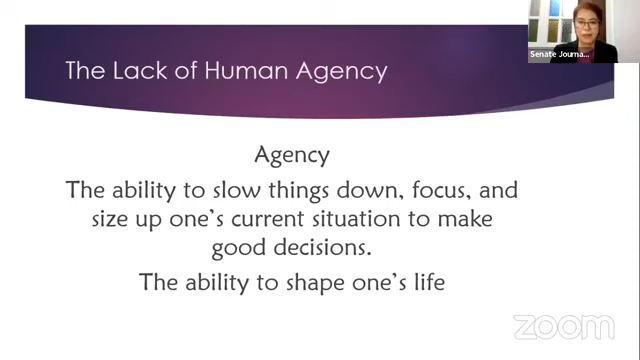 Senate Journa...
The Lack of Human Agency
Agency
The ability to slow things down, focus, and
size up one's current situation to make
good decisions.
The ability to shape one's life
zoom